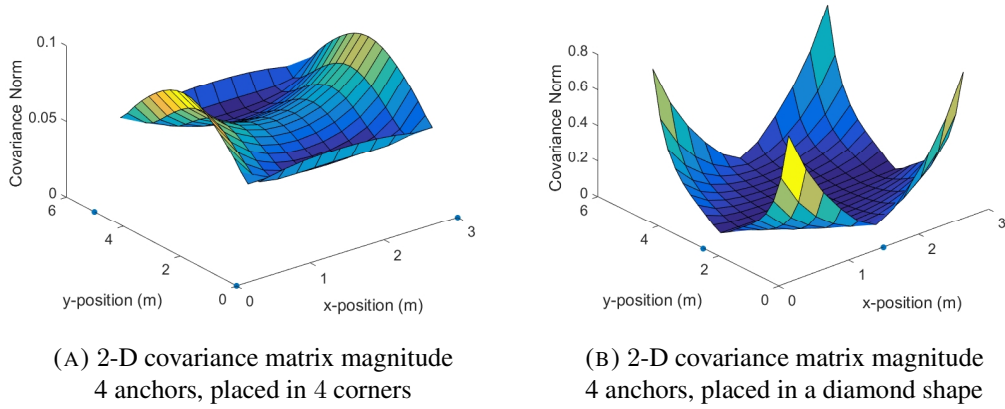 0.1
0.05
0
Covariance Norm
6
4
2
0
y-position (m)
0
1
2
3
x-position (m)
0.8
0.6
0.4
0.2
0
Covariance Norm
6
4
2
0
y-position (m)
0
1
2
3
x-position (m)
(A) 2-D covariance matrix magnitude
4 anchors, placed in 4 corners
(B) 2-D covariance matrix magnitude
4 anchors, placed in a diamond shape